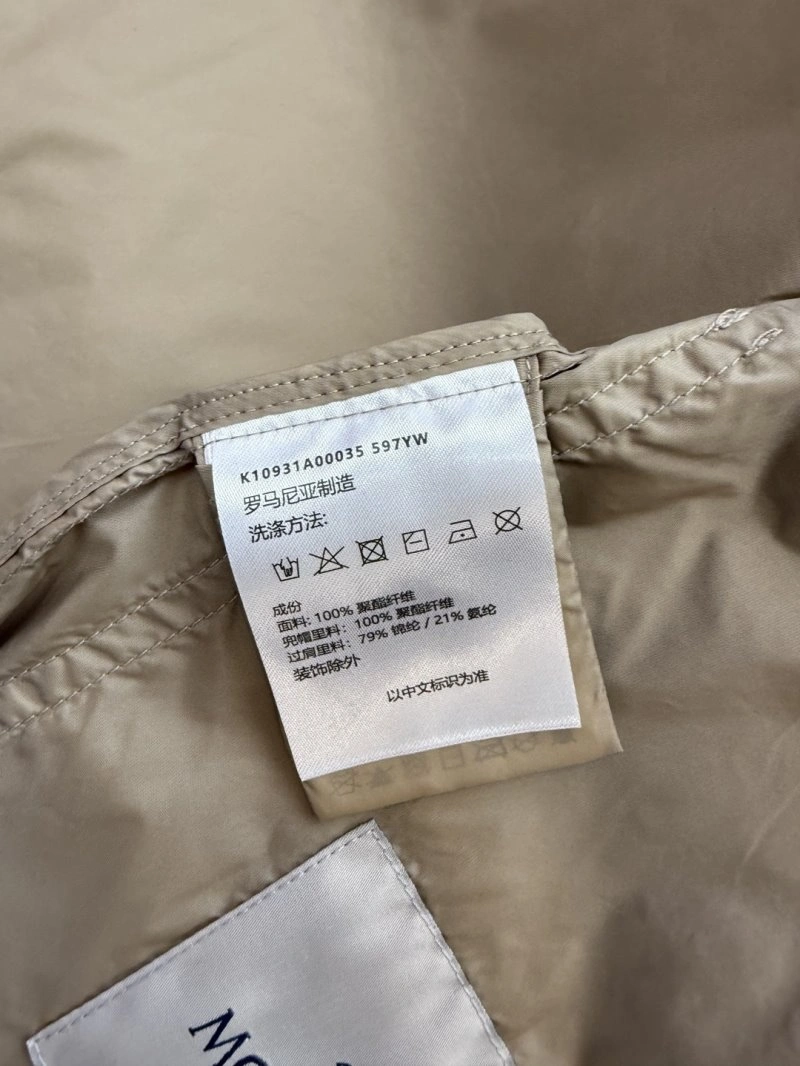 K10931A00035 597YW
罗马尼亚制造
洗涤方法:
成份
面料: 100% 聚酯纤维
兜帽里料: 100% 聚酯纤维
过肩里料: 79% 锦纶 / 21% 氨纶
装饰除外
以中文标识为准